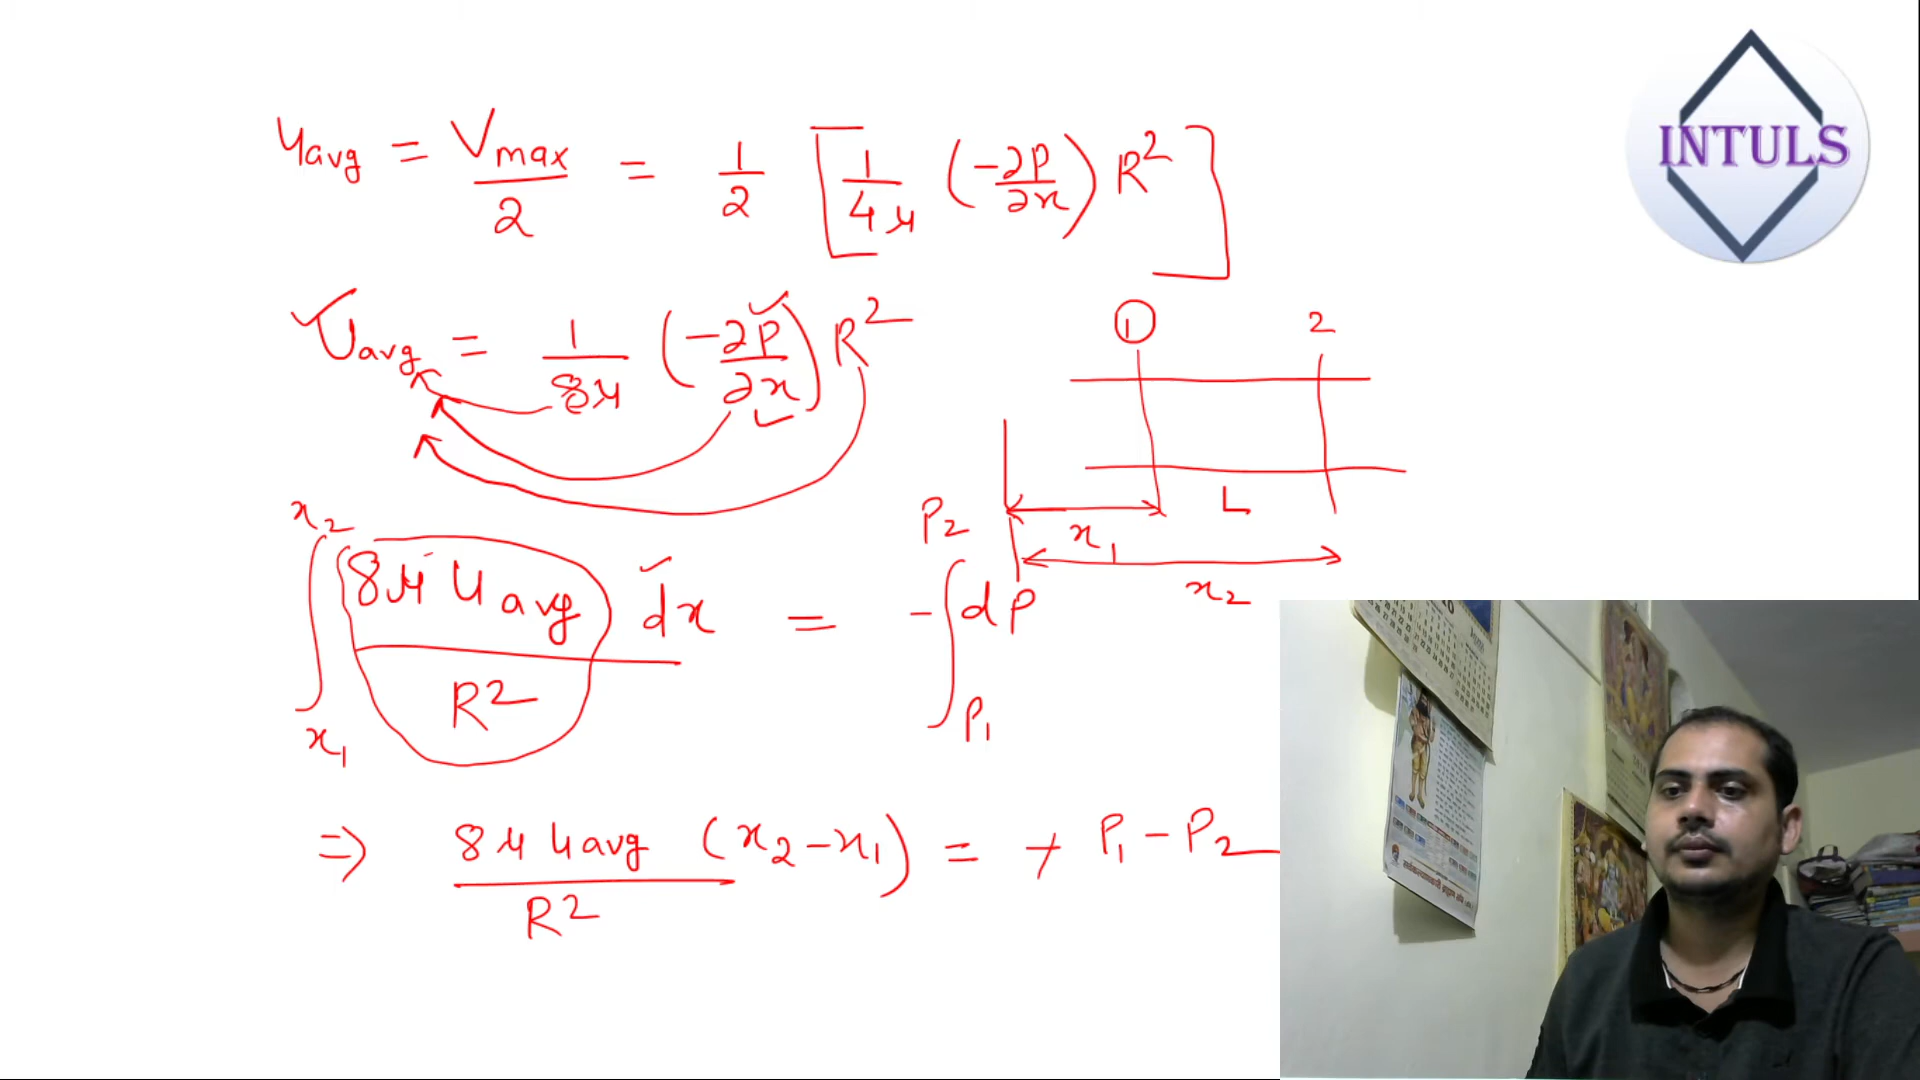 INTULS
uavg = Vmax/2 = 1/2 [1/4μ (-∂P/∂x) R²]
Uavg = 1/8μ (-∂P/∂x) R²
1 2
x1 L
x2
∫ x1 x2 8μ uavg/R² dx = -∫ P1 P2 dP
⇒ 8μ uavg/R² (x2-x1) = + P1 - P2